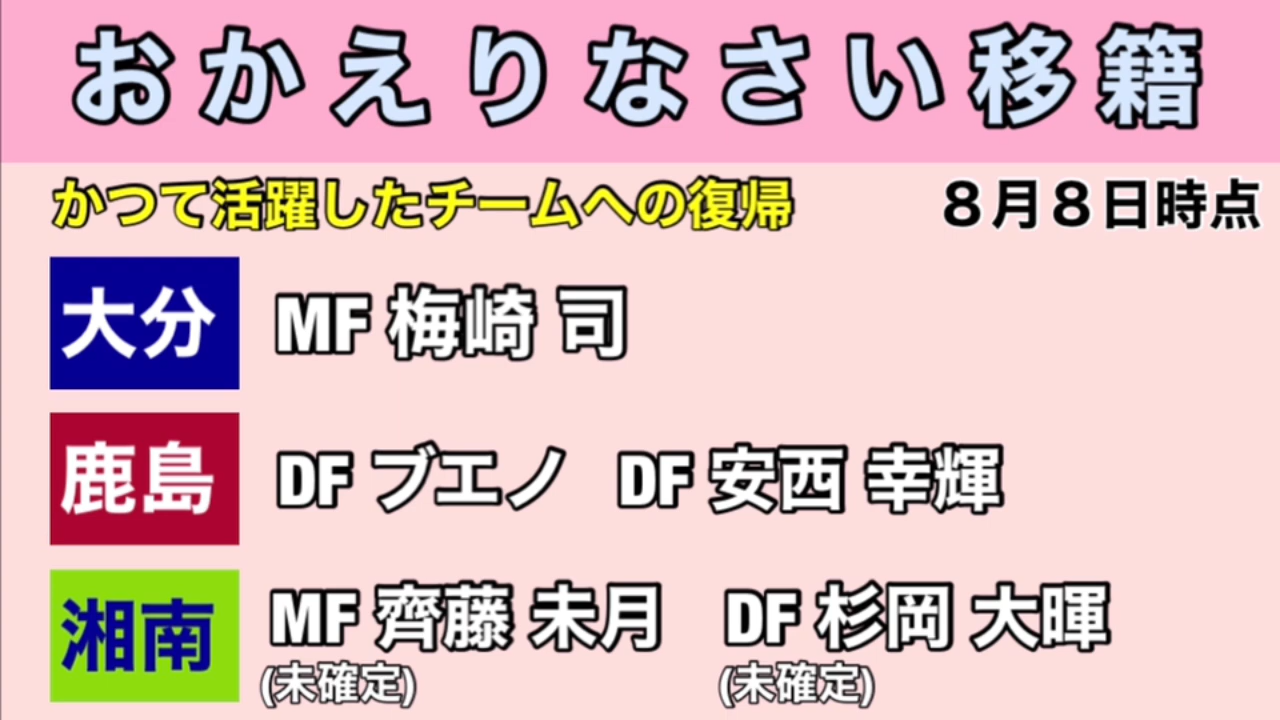 おかえりなさい移籍
かつて活躍したチームへの復帰 8月8日時点
大分 MF 梅崎 司
鹿島 DF ブエノ DF 安西 幸輝
湘南 MF 齊藤 未月 DF 杉岡 大暉
(未確定) (未確定)